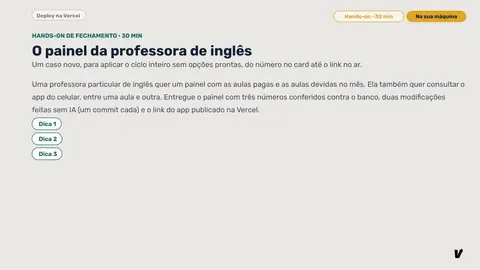 Deploy na Vercel
Hands-on · 30 min
Na sua máquina
HANDS-ON DE FECHAMENTO · 30 MIN
O painel da professora de inglês
Um caso novo, para aplicar o ciclo inteiro sem opções prontas, do número no card até o link no ar.
Uma professora particular de inglês quer um painel com as aulas pagas e as aulas devidas no mês. Ela também quer consultar o
app do celular, entre uma aula e outra. Entregue o painel com três números conferidos contra o banco, duas modificações
feitas sem IA (um commit cada) e o link do app publicado na Vercel.
Dica 1
Dica 2
Dica 3